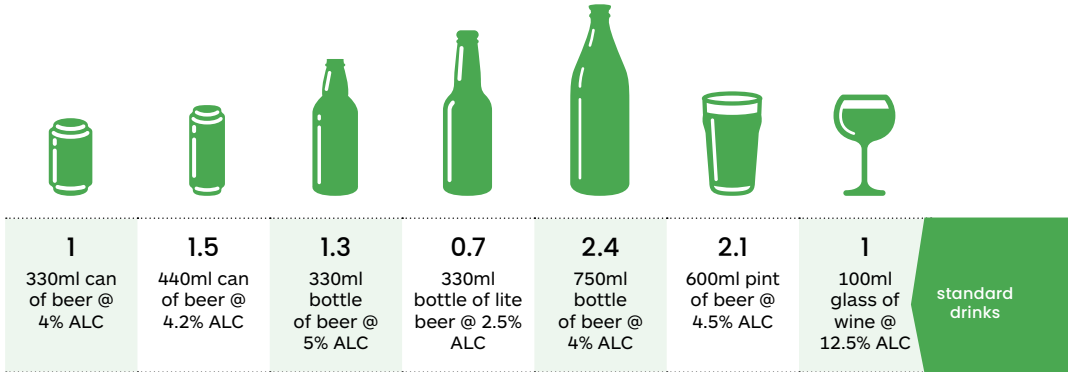 1
330ml can
of beer @
4% ALC
1.5
440ml can
of beer @
4.2% ALC
1.3
330ml
bottle
of beer @
5% ALC
0.7
330ml
bottle of lite
beer @ 2.5%
ALC
2.4
750ml
bottle
of beer @
4% ALC
2.1
600ml pint
of beer @
4.5% ALC
1
100ml
glass of
wine @
12.5% ALC
standard
drinks